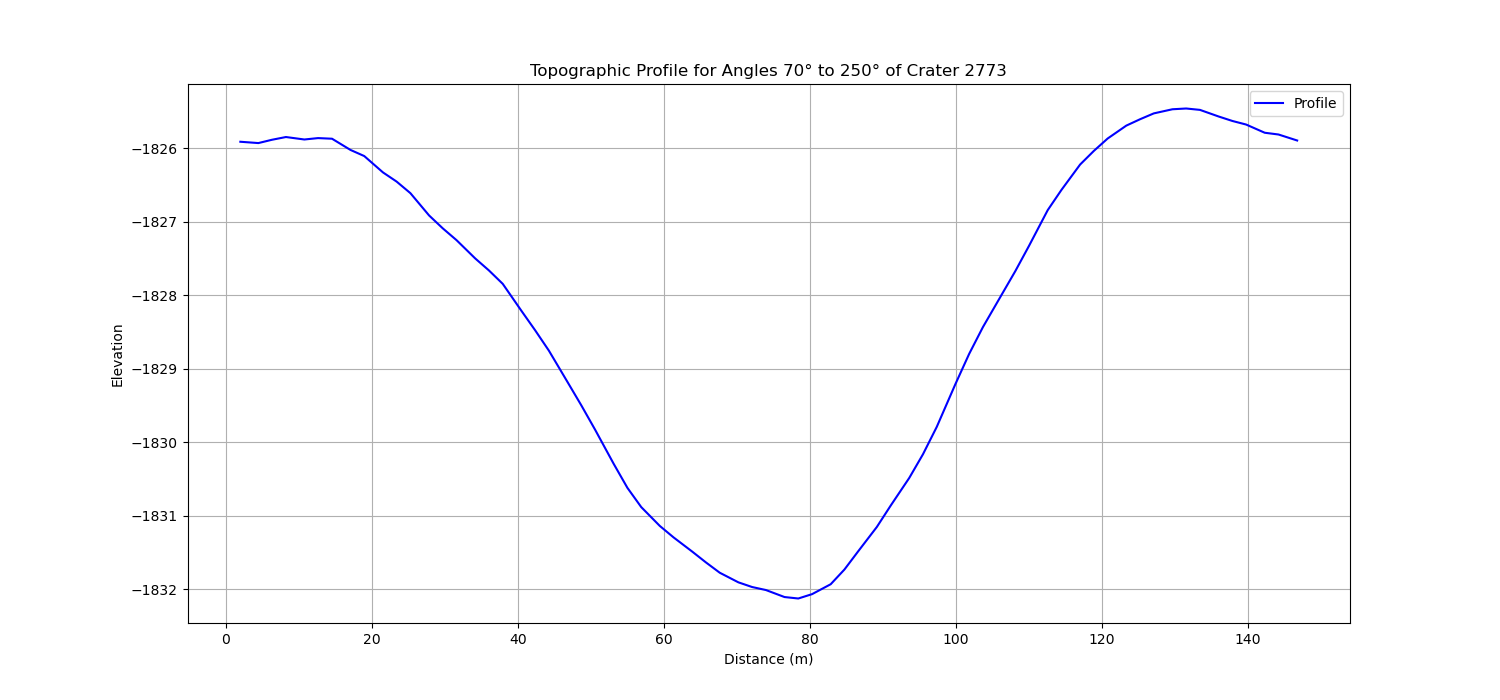 Topographic Profile for Angles 70° to 250° of Crater 2773
Profile
−1826
−1827
−1828
−1829
−1830
−1831
−1832
Elevation
0 20 40 60 80 100 120 140
Distance (m)